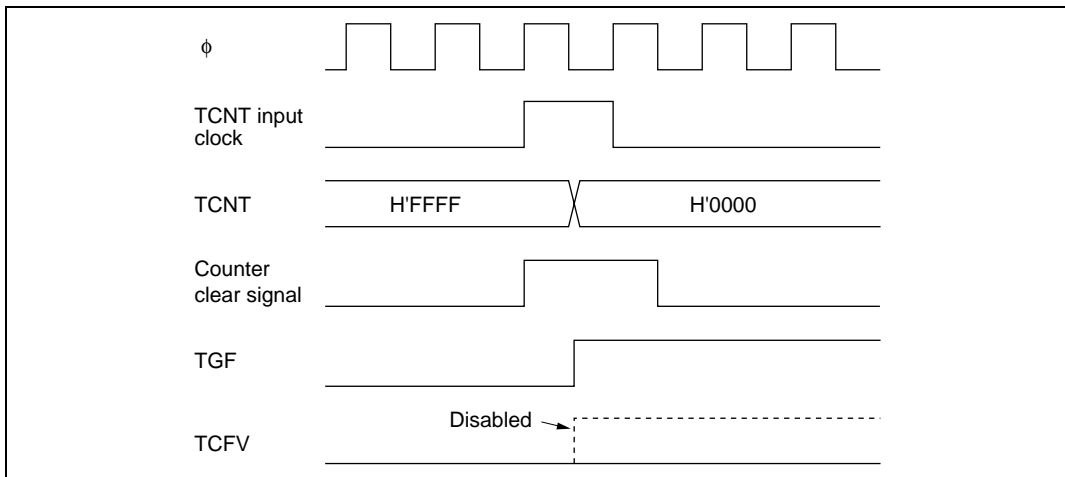 ϕ
TCNT input
clock
TCNT
H'FFFF
H'0000
Counter
clear signal
TGF
Disabled
TCFV